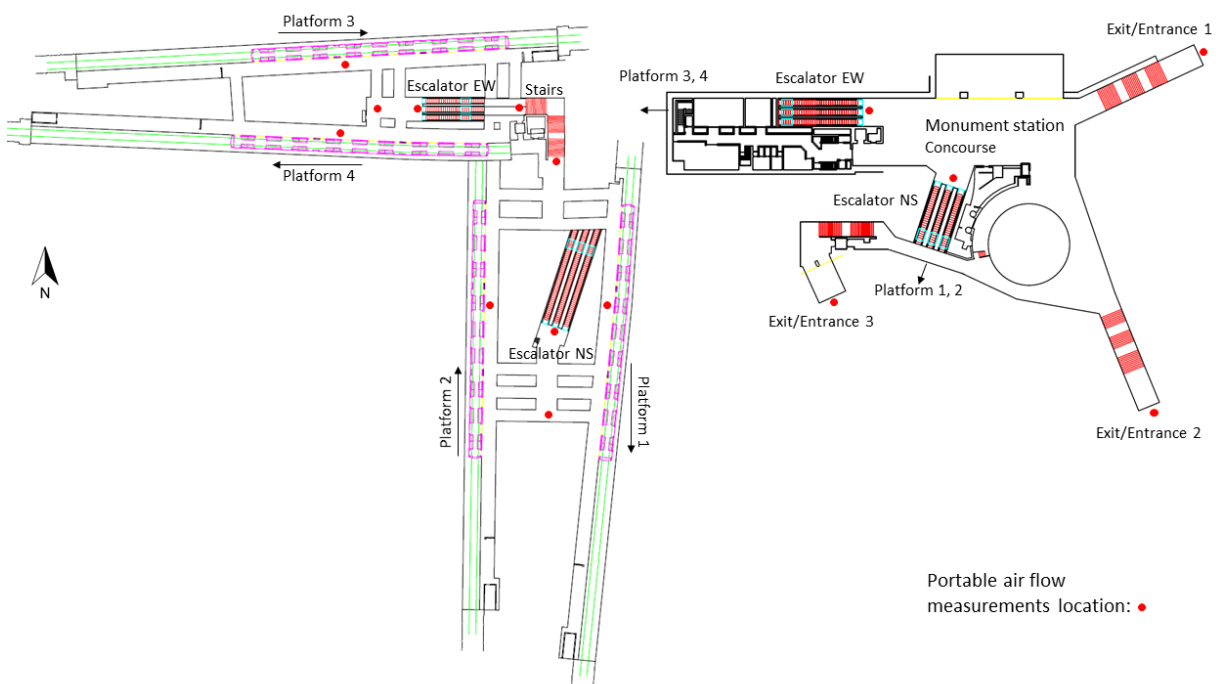 Platform 3
Exit/Entrance 1
Platform 3, 4
Escalator EW
Escalator EW
Stairs
Monument station
Concourse
Platform 4
Escalator NS
N
Platform 1, 2
Exit/Entrance 3
Escalator NS
Platform 2
Platform 1
Exit/Entrance 2
Portable air flow
measurements location: